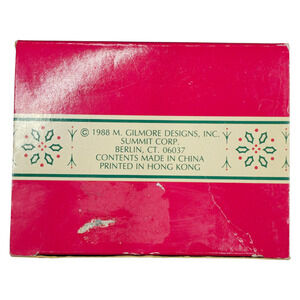 © 1988 M. GILMORE DESIGNS, INC.
SUMMIT CORP.
BERLIN, CT. 06037
CONTENTS MADE IN CHINA
PRINTED IN HONG KONG